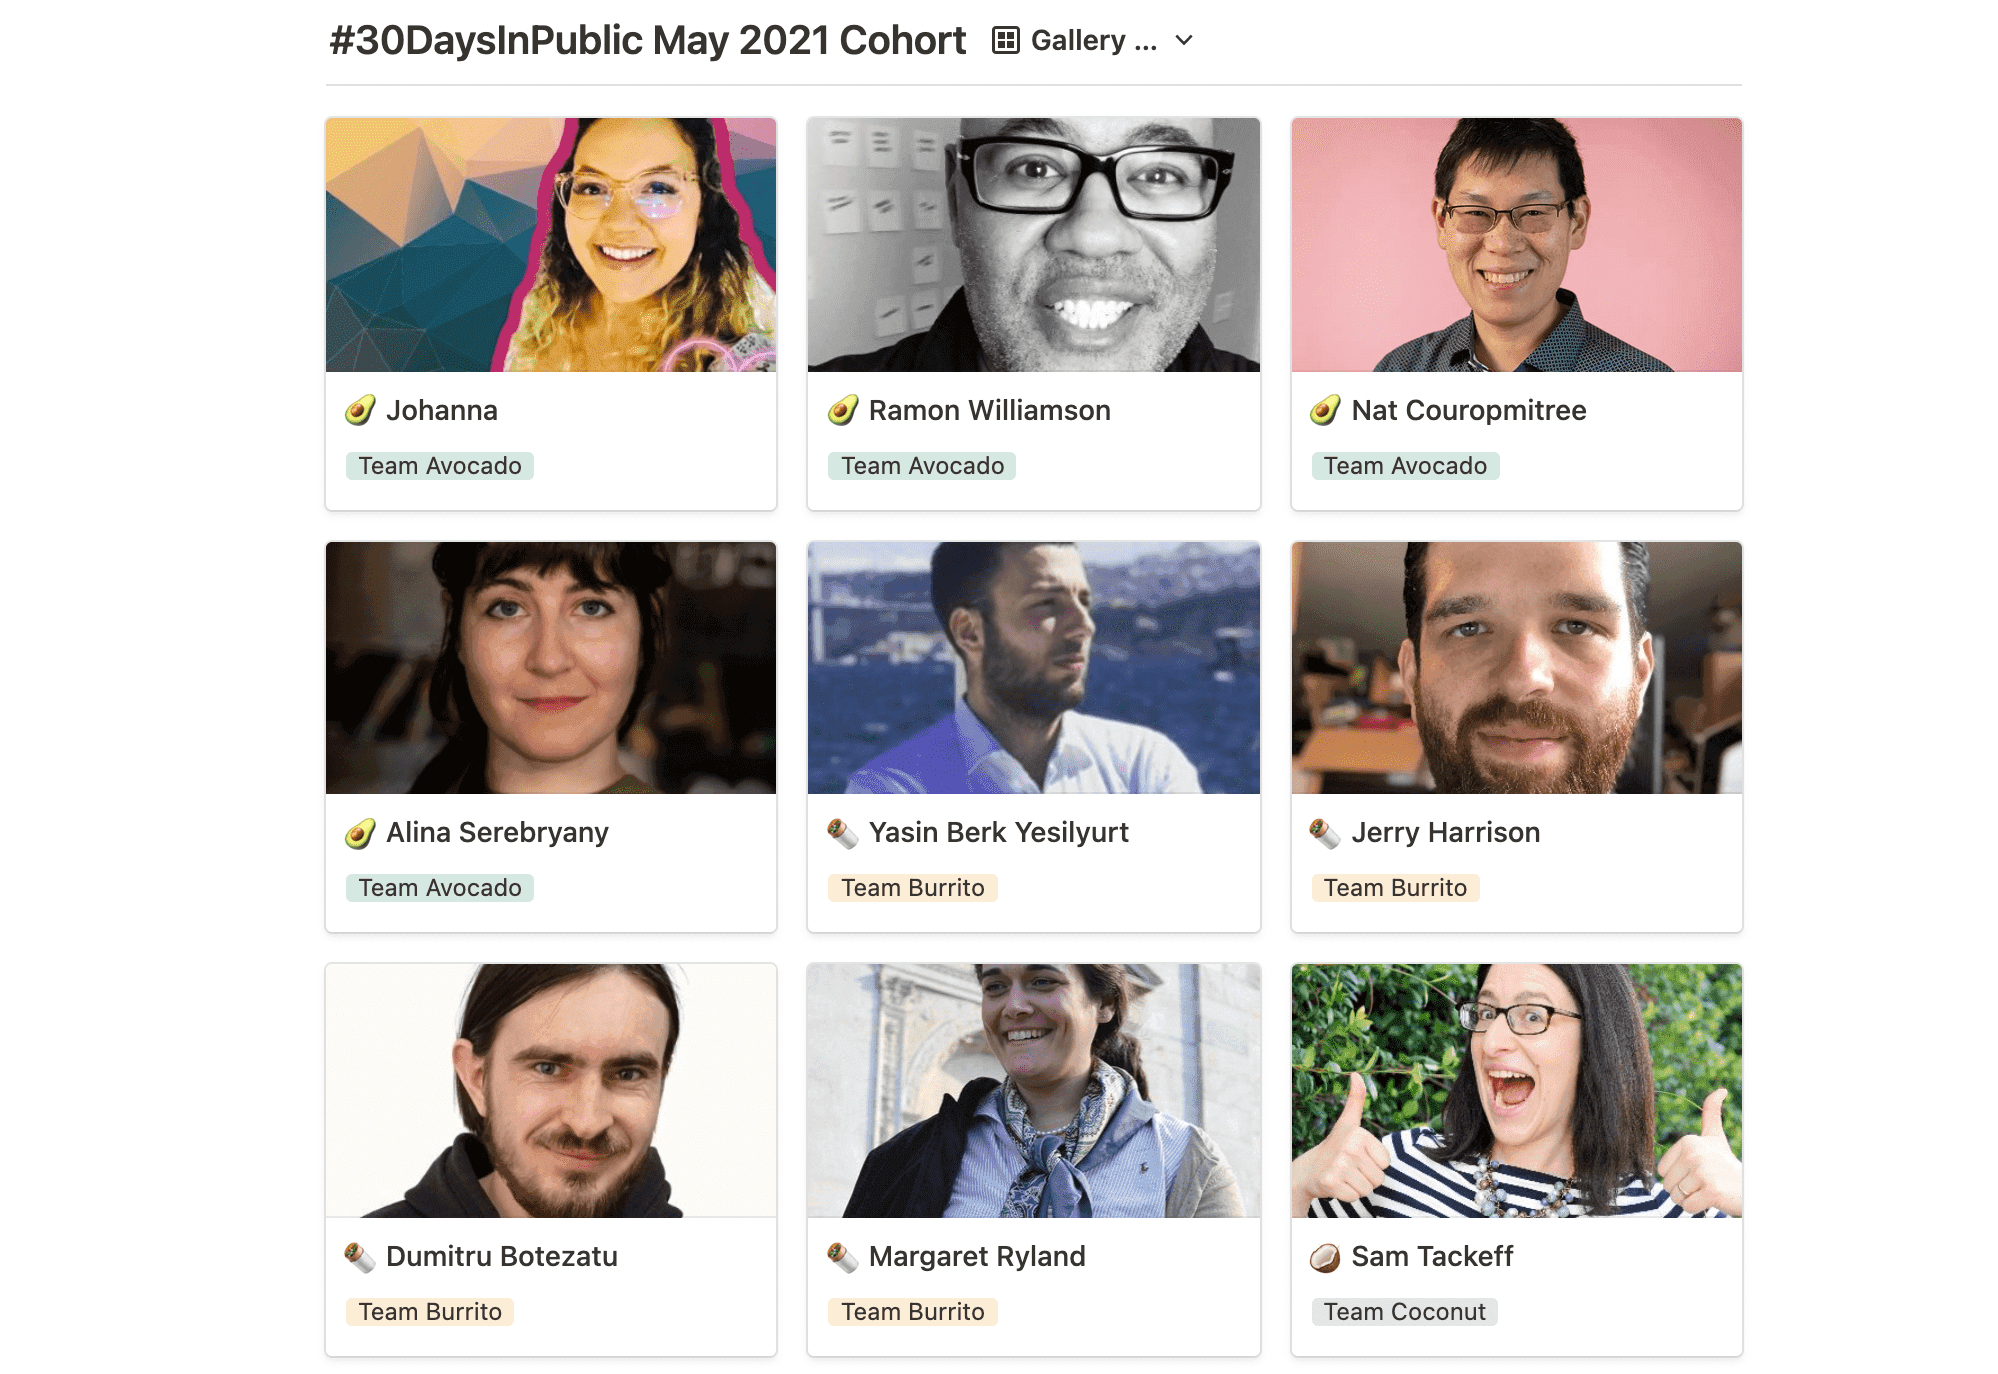 #30DaysInPublic May 2021 Cohort Gallery ...
Johanna
Team Avocado
Ramon Williamson
Team Avocado
Nat Couropmitree
Team Avocado
Alina Serebryany
Team Avocado
Yasin Berk Yesilyurt
Team Burrito
Jerry Harrison
Team Burrito
Dumitru Botezatu
Team Burrito
Margaret Ryland
Team Burrito
Sam Tackeff
Team Coconut